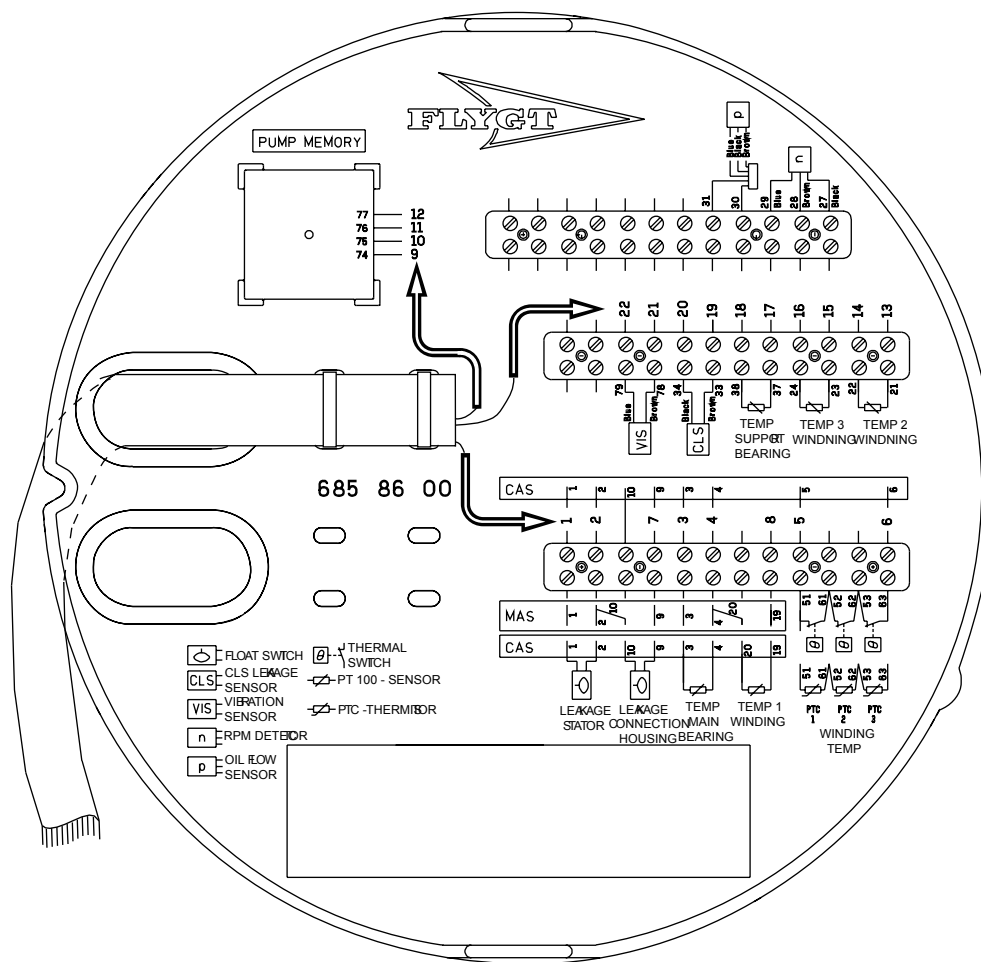 FLYGT
PUMP MEMORY
77 12
76 11
75 10
74 9
p
Blue
Black
Brown
n
31 30 29 Blue 28 Brown 27 Black
22 21 20 19 18 17 16 15 14 13
79 78 34 33 38 37 24 23 22 21
Blue Brown Black Brown
VIS
CLS
TEMP
SUPPORT
BEARING
TEMP 3
WINDNING
TEMP 2
WINDNING
685 86 00
CAS 1 2 10 9 3 4 5 6
1 2 7 3 4 8 5 6
MAS 1 2 10 9 3 4 20 19
CAS 1 2 10 9 3 4 20 19
51 61 52 62 53 63
θ θ θ
51 61 52 62 53 63
PTC 1
PTC 2
PTC 3
WINDING
TEMP
LEAKAGE
STATOR
LEAKAGE
CONNECTION
HOUSING
TEMP
MAIN
BEARING
TEMP 1
WINDING
FLOAT SWITCH
CLS CLS LEAKAGE
SENSOR
VIS VIBRATION
SENSOR
n RPM DETECTOR
p OIL FLOW
SENSOR
θ THERMAL
SWITCH
PT 100 - SENSOR
PTC -THERMISTOR